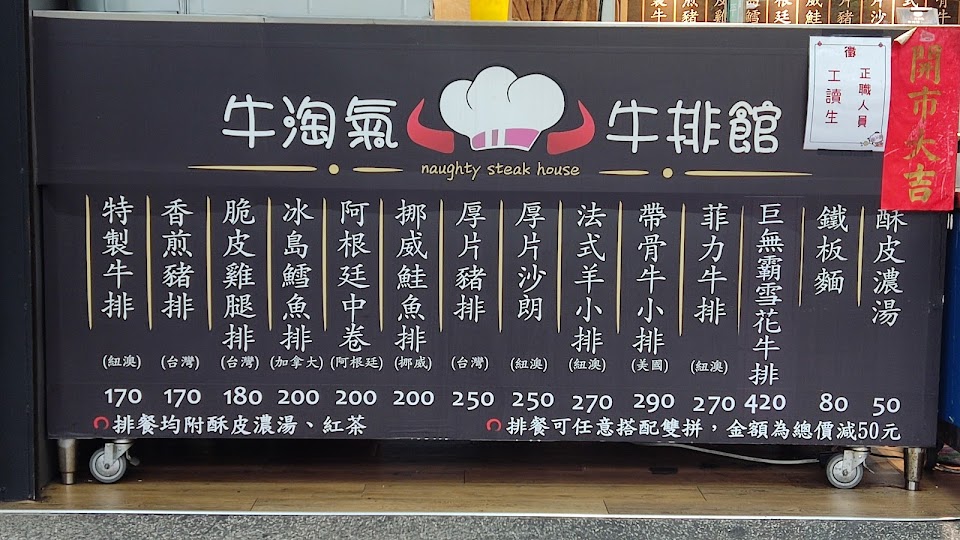 牛淘氣 牛排館
naughty steak house
徵
正職人員
工讀生
開市大吉
特製牛排 (紐澳) 170
香煎豬排 (台灣) 170
脆皮雞腿排 (台灣) 180
冰島鱈魚排 (加拿大) 200
阿根廷中卷 (阿根廷) 200
挪威鮭魚排 (挪威) 200
厚片豬排 (台灣) 250
厚片沙朗 (紐澳) 250
法式羊小排 (紐澳) 270
帶骨牛小排 (美國) 290
菲力牛排 (紐澳) 270
巨無霸雪花牛排 420
鐵板麵 80
酥皮濃湯 50
排餐均附酥皮濃湯、紅茶
排餐可任意搭配雙拼，金額為總價減50元